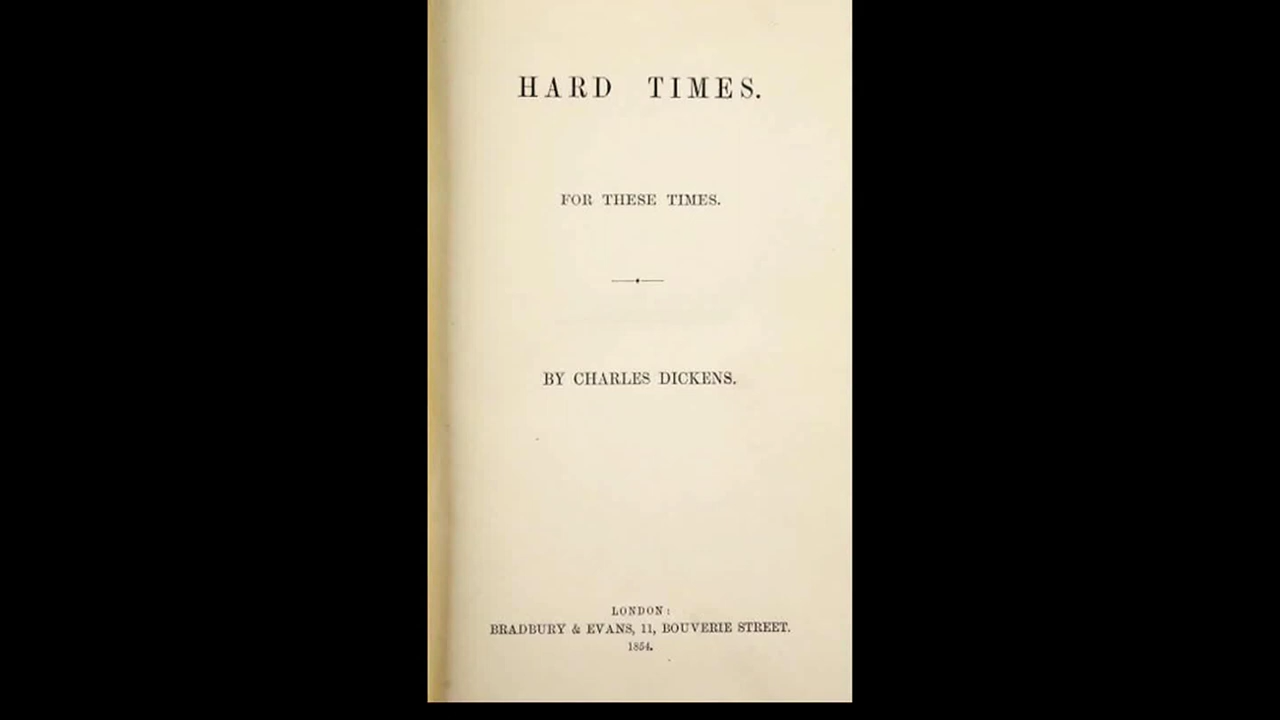 HARD TIMES.
FOR THESE TIMES.
BY CHARLES DICKENS.
LONDON:
BRADBURY & EVANS, 11, BOUVERIE STREET.
1854.